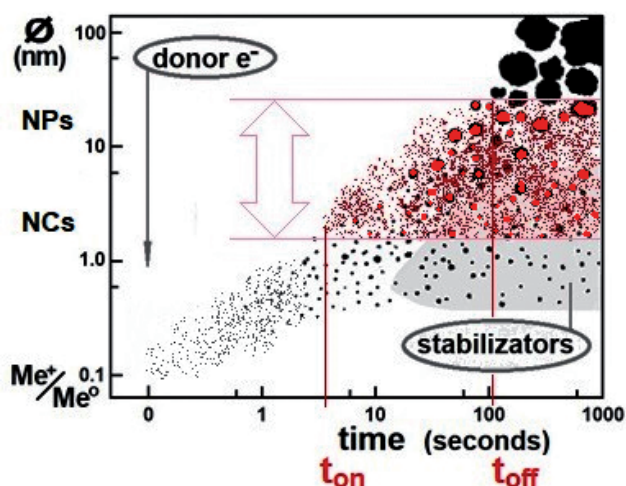 Ø
(nm)
100
donor e⁻
NPs
10
NCs
1.0
stabilizators
Me⁺/Me⁰
0.1
0
1
10
100
1000
time (seconds)
t_on
t_off